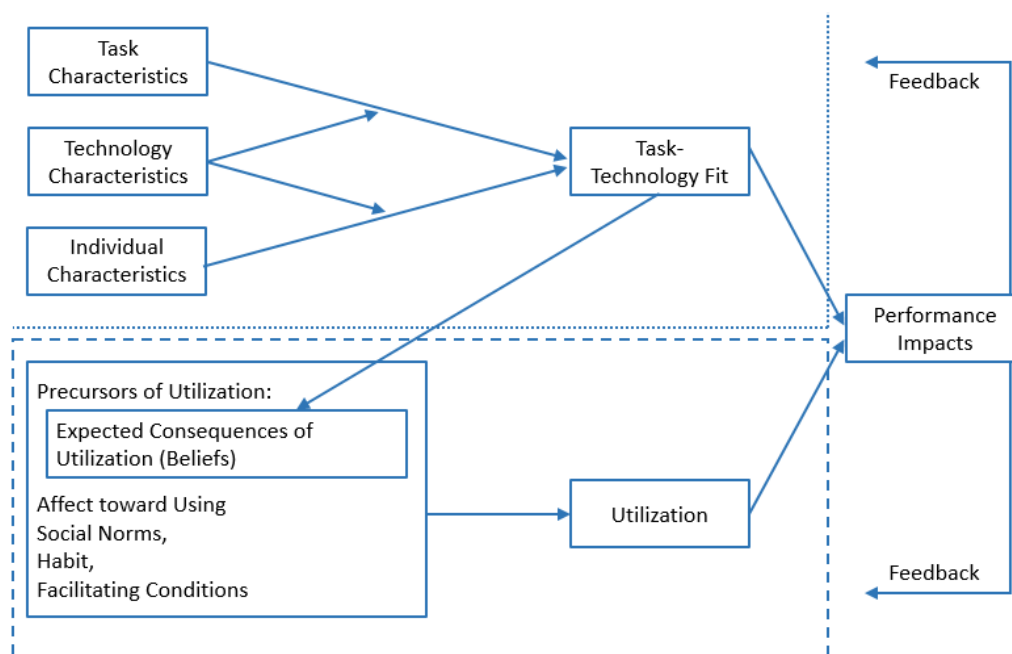 Task
Characteristics
Technology
Characteristics
Individual
Characteristics
Task-
Technology Fit
Feedback
Performance
Impacts
Precursors of Utilization:
Expected Consequences of
Utilization (Beliefs)
Affect toward Using
Social Norms,
Habit,
Facilitating Conditions
Utilization
Feedback